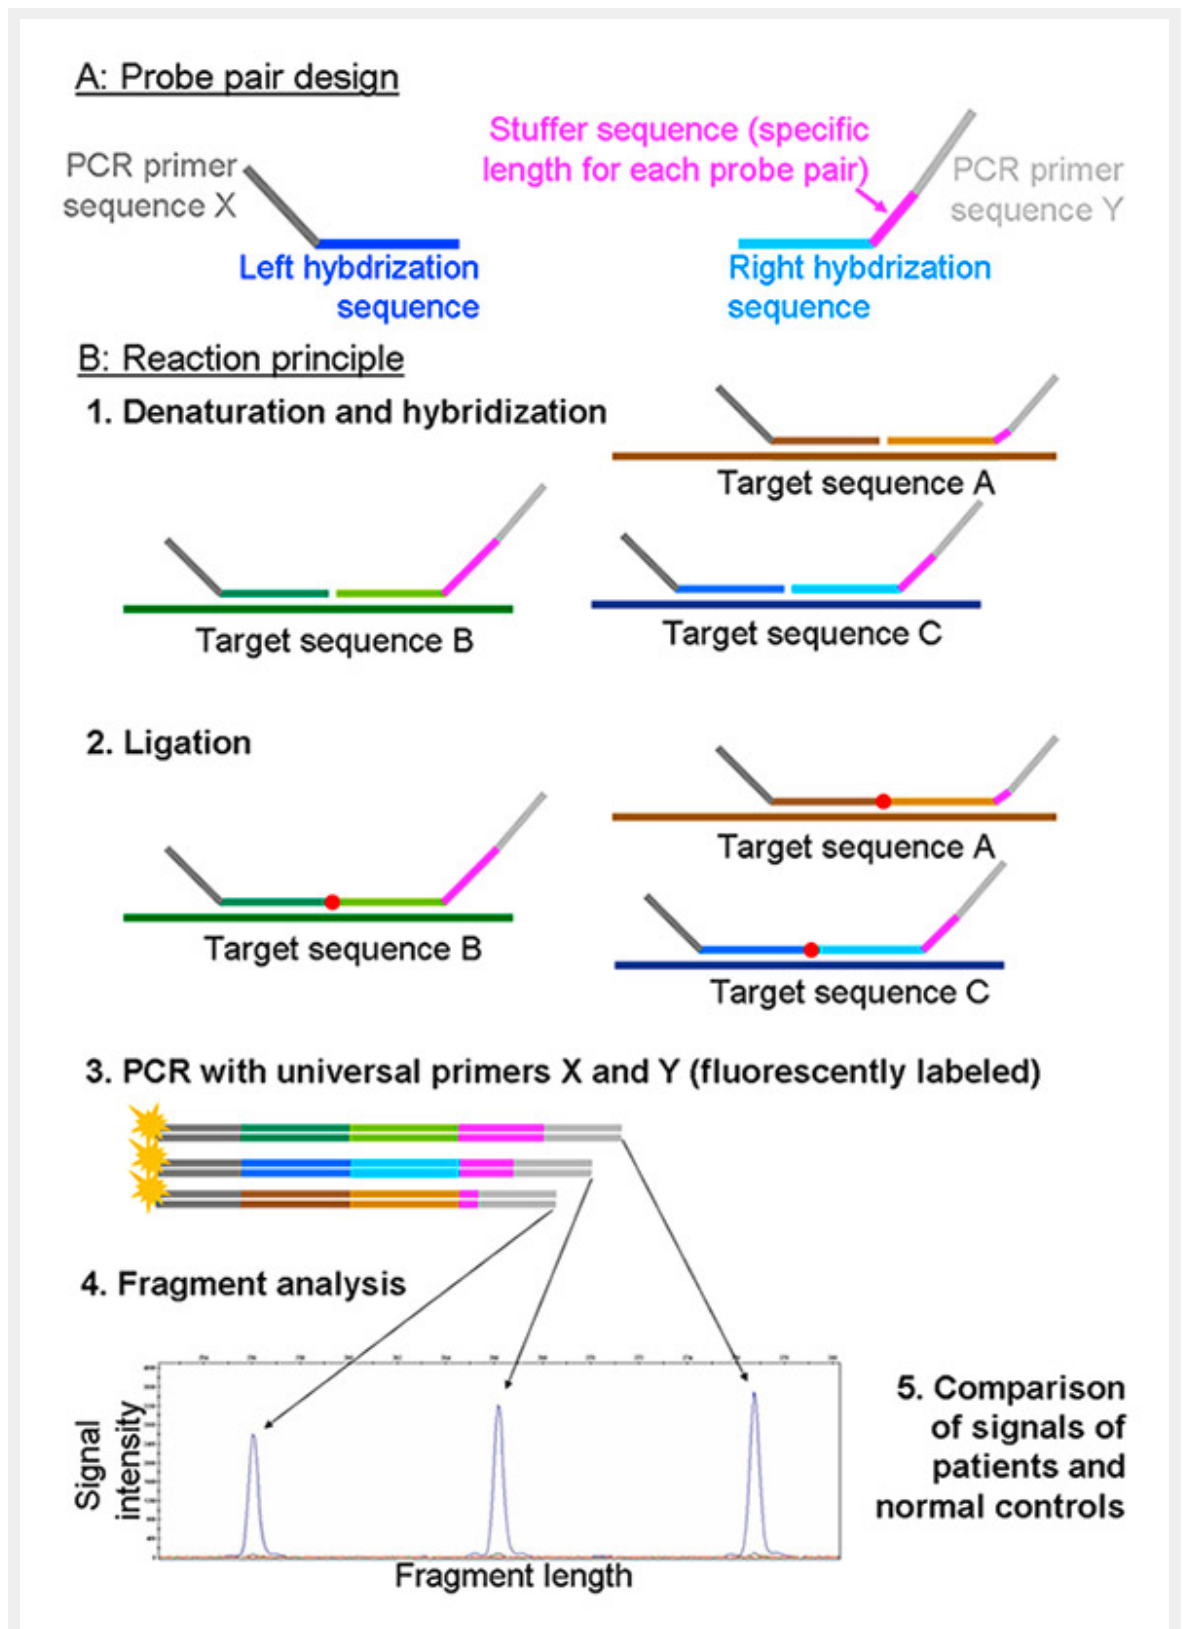 A: Probe pair design
Stuffer sequence (specific
length for each probe pair)
PCR primer
sequence X
PCR primer
sequence Y
Left hybdrization
sequence
Right hybdrization
sequence
B: Reaction principle
1. Denaturation and hybridization
Target sequence A
Target sequence B
Target sequence C
2. Ligation
Target sequence A
Target sequence B
Target sequence C
3. PCR with universal primers X and Y (fluorescently labeled)
4. Fragment analysis
Signal
intensity
Fragment length
5. Comparison
of signals of
patients and
normal controls